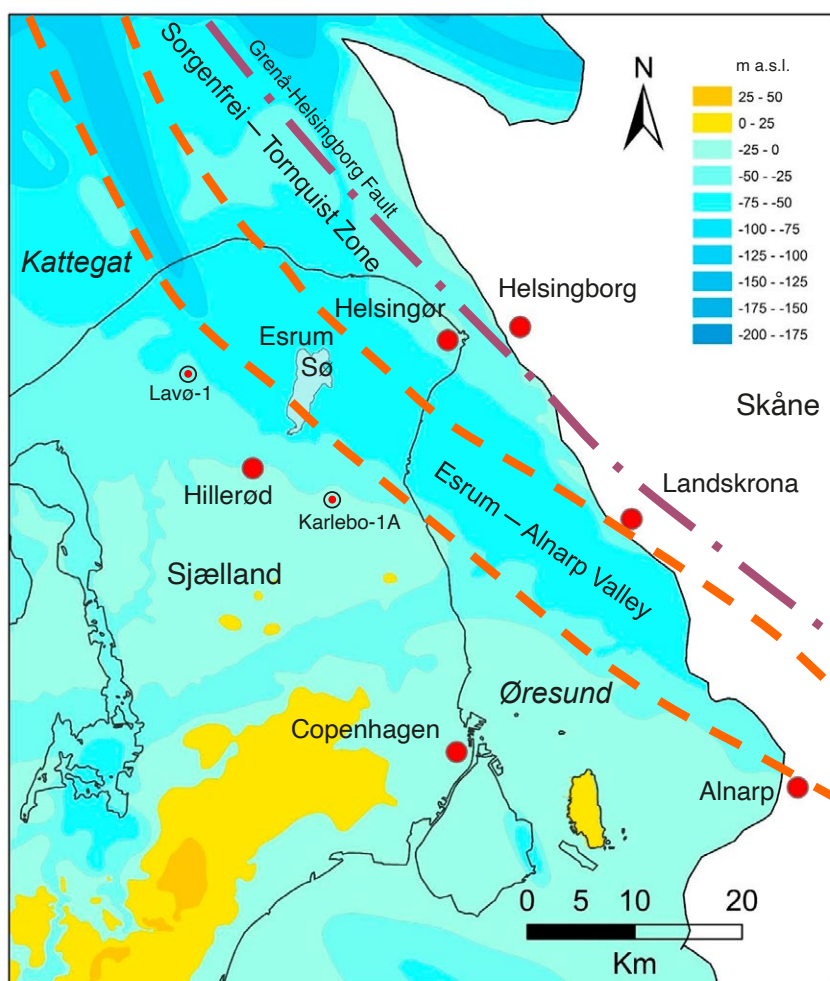 Grenå-Helsingborg Fault
Sorgenfrei – Tornquist Zone
N
m a.s.l.
25 - 50
0 - 25
-25 - 0
-50 - -25
-75 - -50
-100 - -75
-125 - -100
-150 - -125
-175 - -150
-200 - -175
Kattegat
Helsingør
Helsingborg
Esrum
Sø
Lavø-1
Skåne
Hillerød
Karlebo-1A
Landskrona
Esrum – Alnarp Valley
Sjælland
Øresund
Copenhagen
Alnarp
0 5 10 20
Km